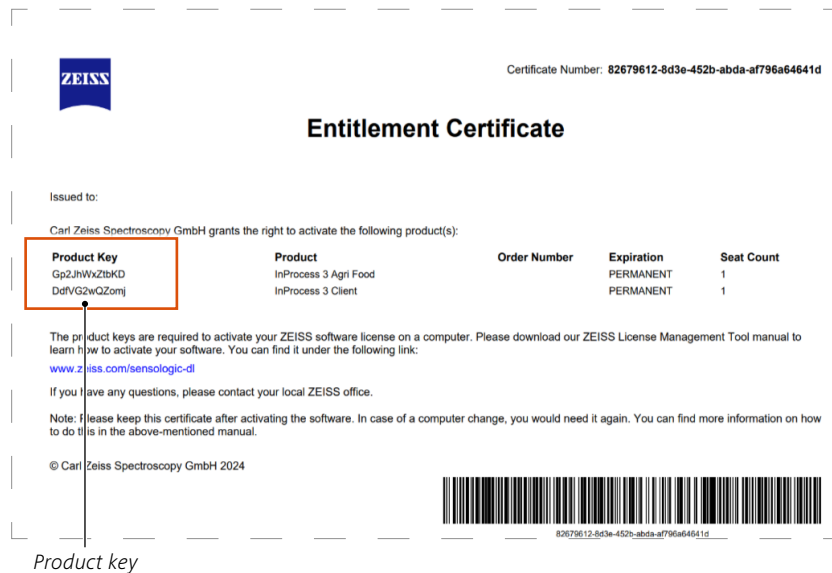 ZEISS
Certificate Number: 82679612-8d3e-452b-abda-af796a64641d
Entitlement Certificate
Issued to:
Carl Zeiss Spectroscopy GmbH grants the right to activate the following product(s):
Product Key Product Order Number Expiration Seat Count
Gp2JhWxZtbKD InProcess 3 Agri Food PERMANENT 1
DdfVG2wQZomj InProcess 3 Client PERMANENT 1
The product keys are required to activate your ZEISS software license on a computer. Please download our ZEISS License Management Tool manual to
learn how to activate your software. You can find it under the following link:
www.zeiss.com/sensologic-dl
If you have any questions, please contact your local ZEISS office.
Note: Please keep this certificate after activating the software. In case of a computer change, you would need it again. You can find more information on how
to do this in the above-mentioned manual.
© Carl Zeiss Spectroscopy GmbH 2024
82679612-8d3e-452b-abda-af796a64641d
Product key